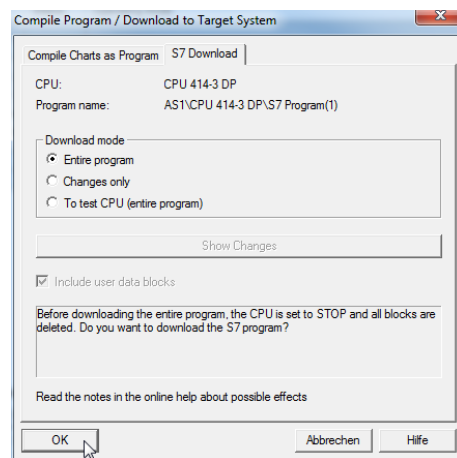 Compile Program / Download to Target System
Compile Charts as Program S7 Download
CPU: CPU 414-3 DP
Program name: AS1\CPU 414-3 DP\S7 Program(1)
Download mode
Entire program
Changes only
To test CPU (entire program)
Show Changes
Include user data blocks
Before downloading the entire program, the CPU is set to STOP and all blocks are
deleted. Do you want to download the S7 program?
Read the notes in the online help about possible effects
OK Abbrechen Hilfe